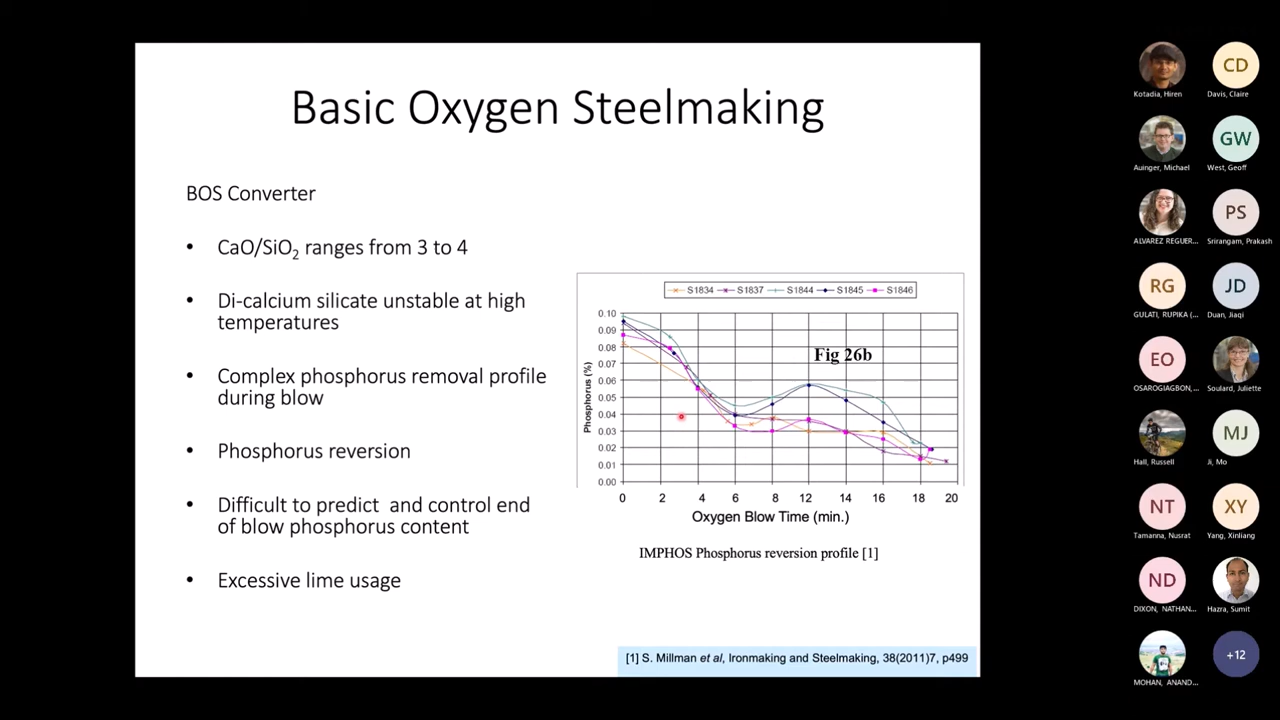 Basic Oxygen Steelmaking
BOS Converter
• CaO/SiO₂ ranges from 3 to 4
• Di-calcium silicate unstable at high
temperatures
• Complex phosphorus removal profile
during blow
• Phosphorus reversion
• Difficult to predict and control end
of blow phosphorus content
• Excessive lime usage
S1834 S1837 S1844 S1845 S1846
Fig 26b
Phosphorus (%)
0.10
0.09
0.08
0.07
0.06
0.05
0.04
0.03
0.02
0.01
0.00
0 2 4 6 8 12 14 16 18 20
Oxygen Blow Time (min.)
IMPHOS Phosphorus reversion profile [1]
[1] S. Millman et al, Ironmaking and Steelmaking, 38(2011)7, p499
Kotadia, Hiren
CD
Davis, Claire
Auinger, Michael
GW
West, Geoff
ALVAREZ REGUER...
PS
Srirangam, Prakash
RG
GULATI, RUPIKA (...
JD
Duan, Jiaqi
EO
OSAROGIAGBON,...
Soulard, Juliette
Hall, Russell
MJ
Ji, Mo
NT
Tamanna, Nusrat
XY
Yang, Xinliang
ND
DIXON, NATHAN...
Hazra, Sumit
MOHAN, ANAND...
+12